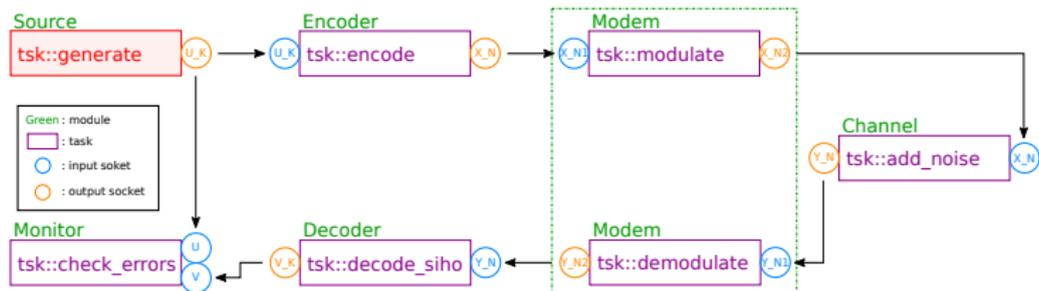 Source
Encoder
Modem
tsk::generate
U_K
U_K
tsk::encode
X_N
X_N1
tsk::modulate
X_N2
Green : module
: task
: input soket
: output socket
Channel
Y_N
tsk::add_noise
X_N
Monitor
Decoder
Modem
tsk::check_errors
U
V
V_K
tsk::decode_siho
Y_N
Y_N2
tsk::demodulate
Y_N1